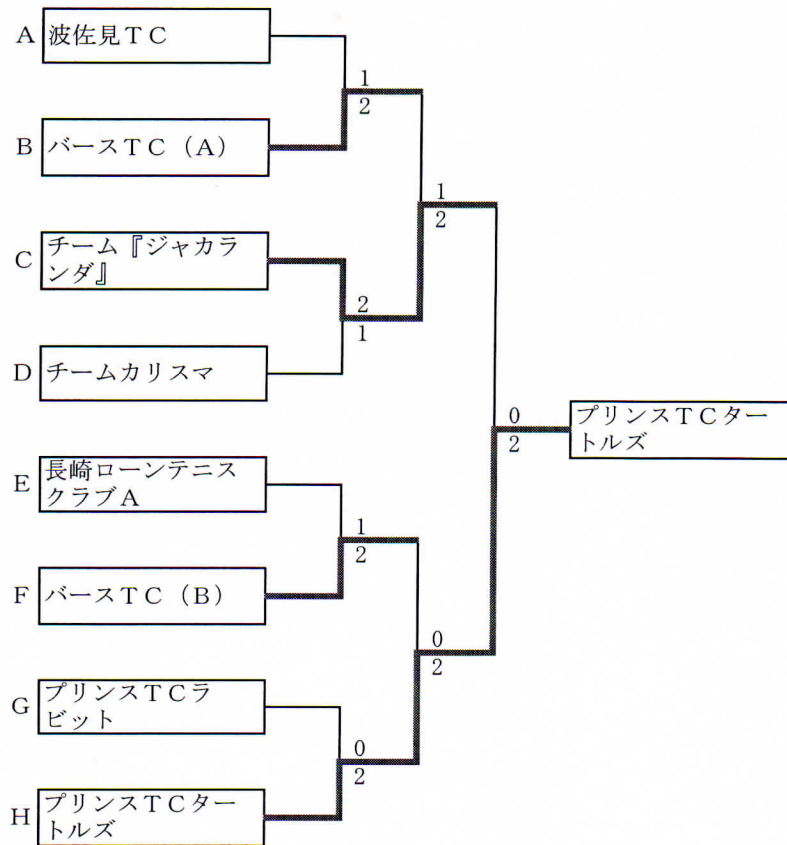 A 波佐見TC
1
2
B バースTC（A）
1
2
C チーム『ジャカラ
ンダ』
2
1
D チームカリスマ
0
2
プリンスTCター
トルズ
E 長崎ローンテニス
クラブA
1
2
F バースTC（B）
0
2
G プリンスTCラ
ビット
0
2
H プリンスTCター
トルズ